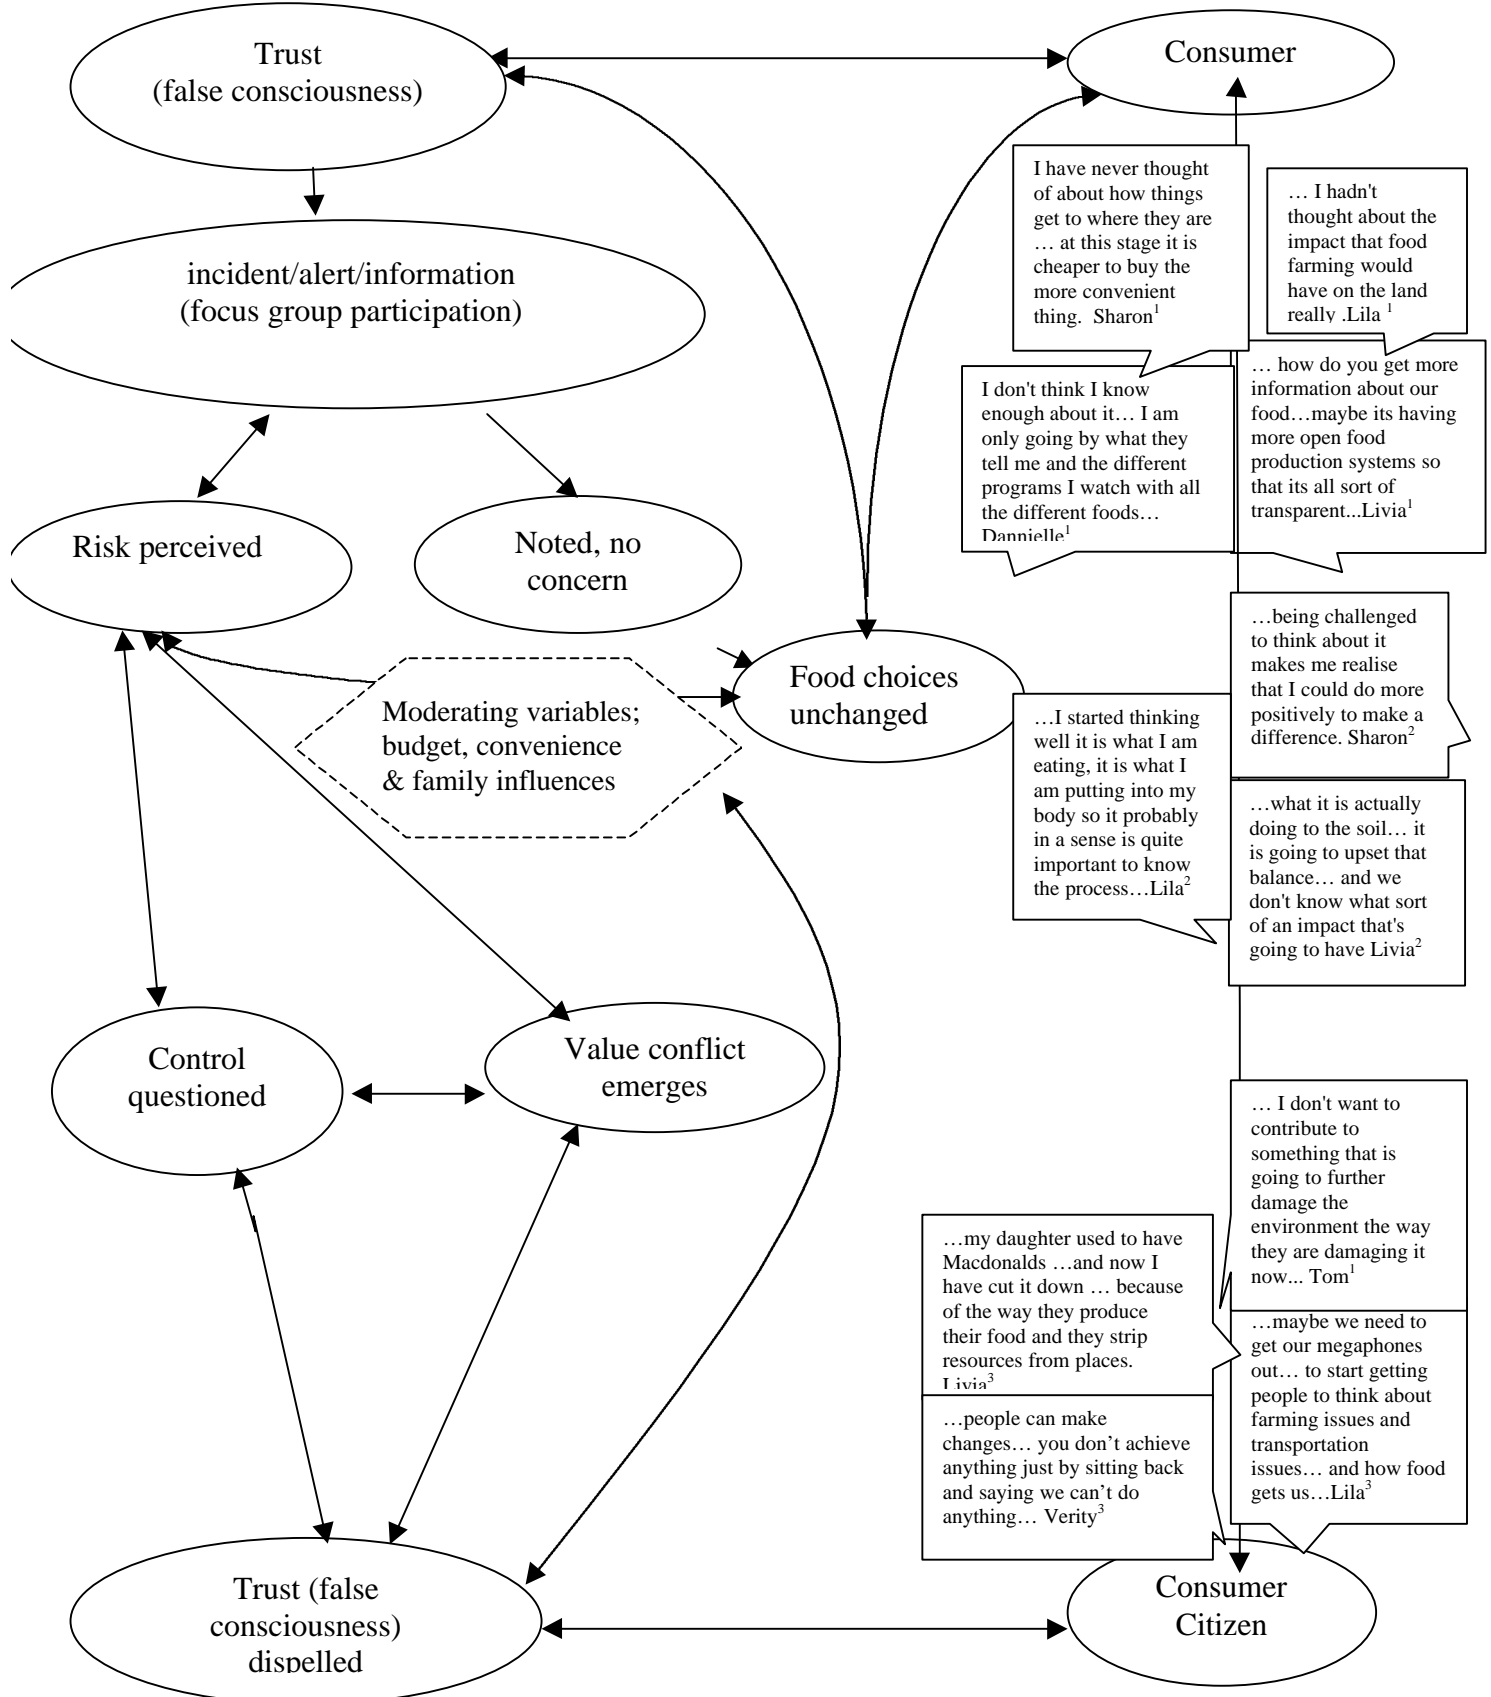 Trust
(false consciousness)
Consumer
incident/alert/information
(focus group participation)
Risk perceived
Noted, no
concern
Food choices
unchanged
Moderating variables;
budget, convenience
& family influences
Control
questioned
Value conflict
emerges
Trust (false
consciousness)
dispelled
Consumer
Citizen
I have never thought
of about how things
get to where they are
… at this stage it is
cheaper to buy the
more convenient
thing.  Sharon1
… I hadn't
thought about the
impact that food
farming would
have on the land
really .Lila 1
I don't think I know
enough about it… I am
only going by what they
tell me and the different
programs I watch with all
the different foods…
Dannielle1
… how do you get more
information about our
food…maybe its having
more open food
production systems so
that its all sort of
transparent...Livia1
…being challenged
to think about it
makes me realise
that I could do more
positively to make a
difference. Sharon2
…I started thinking
well it is what I am
eating, it is what I
am putting into my
body so it probably
in a sense is quite
important to know
the process…Lila2
…what it is actually
doing to the soil… it
is going to upset that
balance… and we
don't know what sort
of an impact that's
going to have Livia2
… I don't want to
contribute to
something that is
going to further
damage the
environment the way
they are damaging it
now... Tom1
…my daughter used to have
Macdonalds …and now I
have cut it down … because
of the way they produce
their food and they strip
resources from places.
Livia3
…maybe we need to
get our megaphones
out… to start getting
people to think about
farming issues and
transportation
issues… and how food
gets us…Lila3
…people can make
changes… you don’t achieve
anything just by sitting back
and saying we can’t do
anything… Verity3